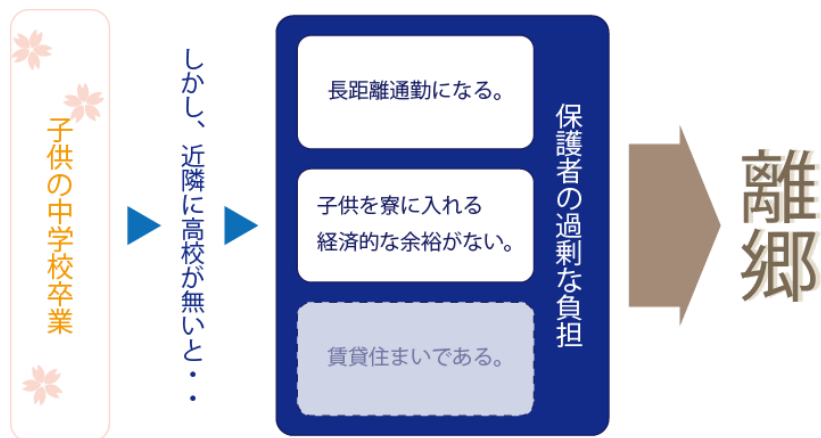 子供の中学校卒業
しかし、近隣に高校が無いと・・
長距離通勤になる。
子供を寮に入れる
経済的な余裕がない。
賃貸住まいである。
保護者の過剰な負担
離郷